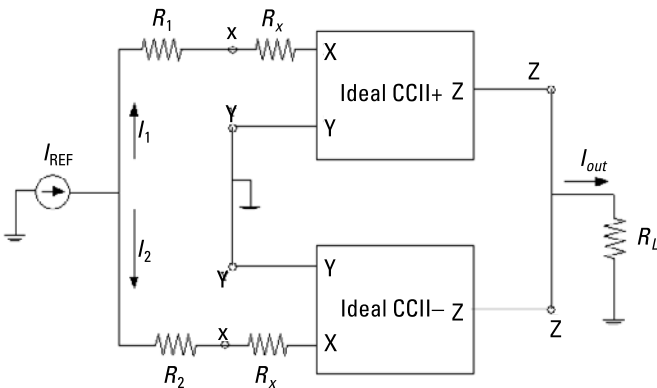 R1 x Rx
X
Ideal CCII+ Z Z
Y Y
I1
IREF
Iout
I2 RL
Y Y
Ideal CCII− Z Z
x X
R2 Rx